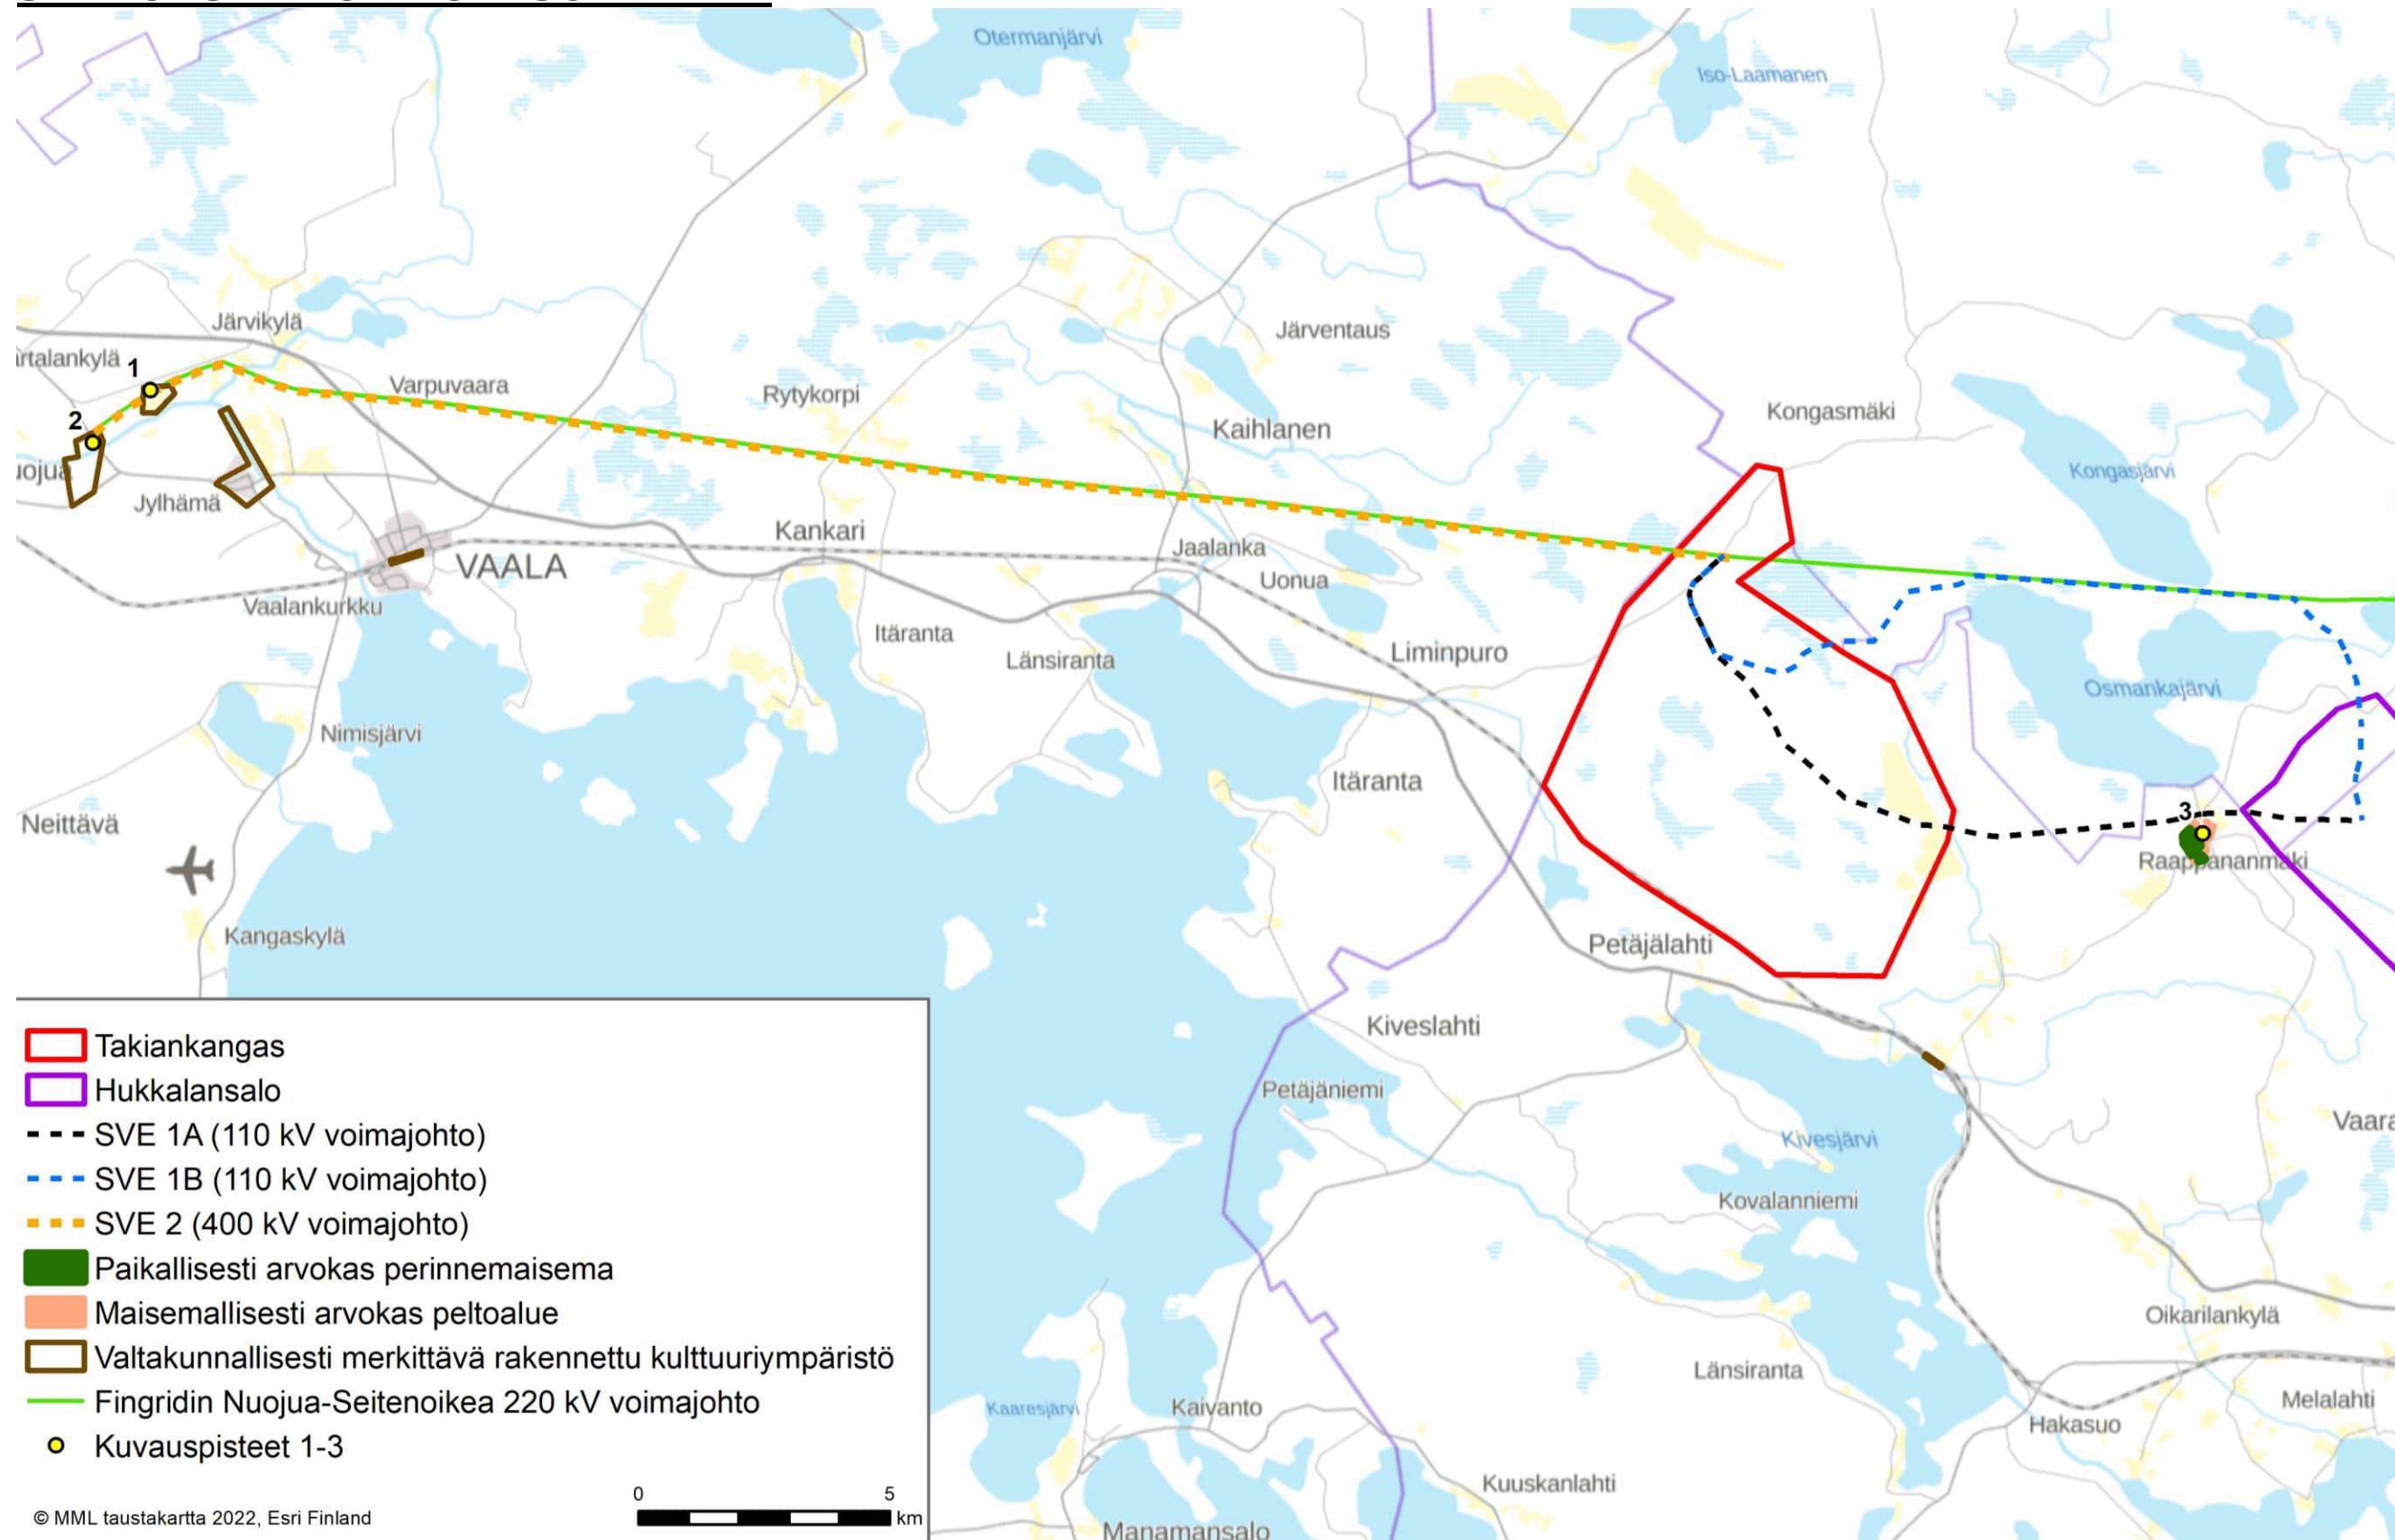 Otermanjärvi
Iso-Laamanen
Järvikylä
Järventaus
rtalankylä
1
Varpuvaara
Rytykorpi
Kongasmäki
2
Kaihlanen
uojua
Kongasjärvi
Jylhämä
Kankari
Jaalanka
VAALA
Uonua
Vaalankurkku
Itäranta
Länsiranta
Liminpuro
Osmankajärvi
Nimisjärvi
Itäranta
Neittävä
3
Raappananmäki
Kangaskylä
Petäjälahti
Kiveslahti
Petäjäniemi
Vaara
Kivesjärvi
Kovalanniemi
Oikarilankylä
Länsiranta
Melalahti
Kaaresjärvi
Kaivanto
Hakasuo
Kuuskanlahti
Manamansalo
Takiankangas
Hukkalansalo
SVE 1A (110 kV voimajohto)
SVE 1B (110 kV voimajohto)
SVE 2 (400 kV voimajohto)
Paikallisesti arvokas perinnemaisema
Maisemallisesti arvokas peltoalue
Valtakunnallisesti merkittävä rakennettu kulttuuriympäristö
Fingridin Nuojua-Seitenoikea 220 kV voimajohto
Kuvauspisteet 1-3
0 5
km
© MML taustakartta 2022, Esri Finland